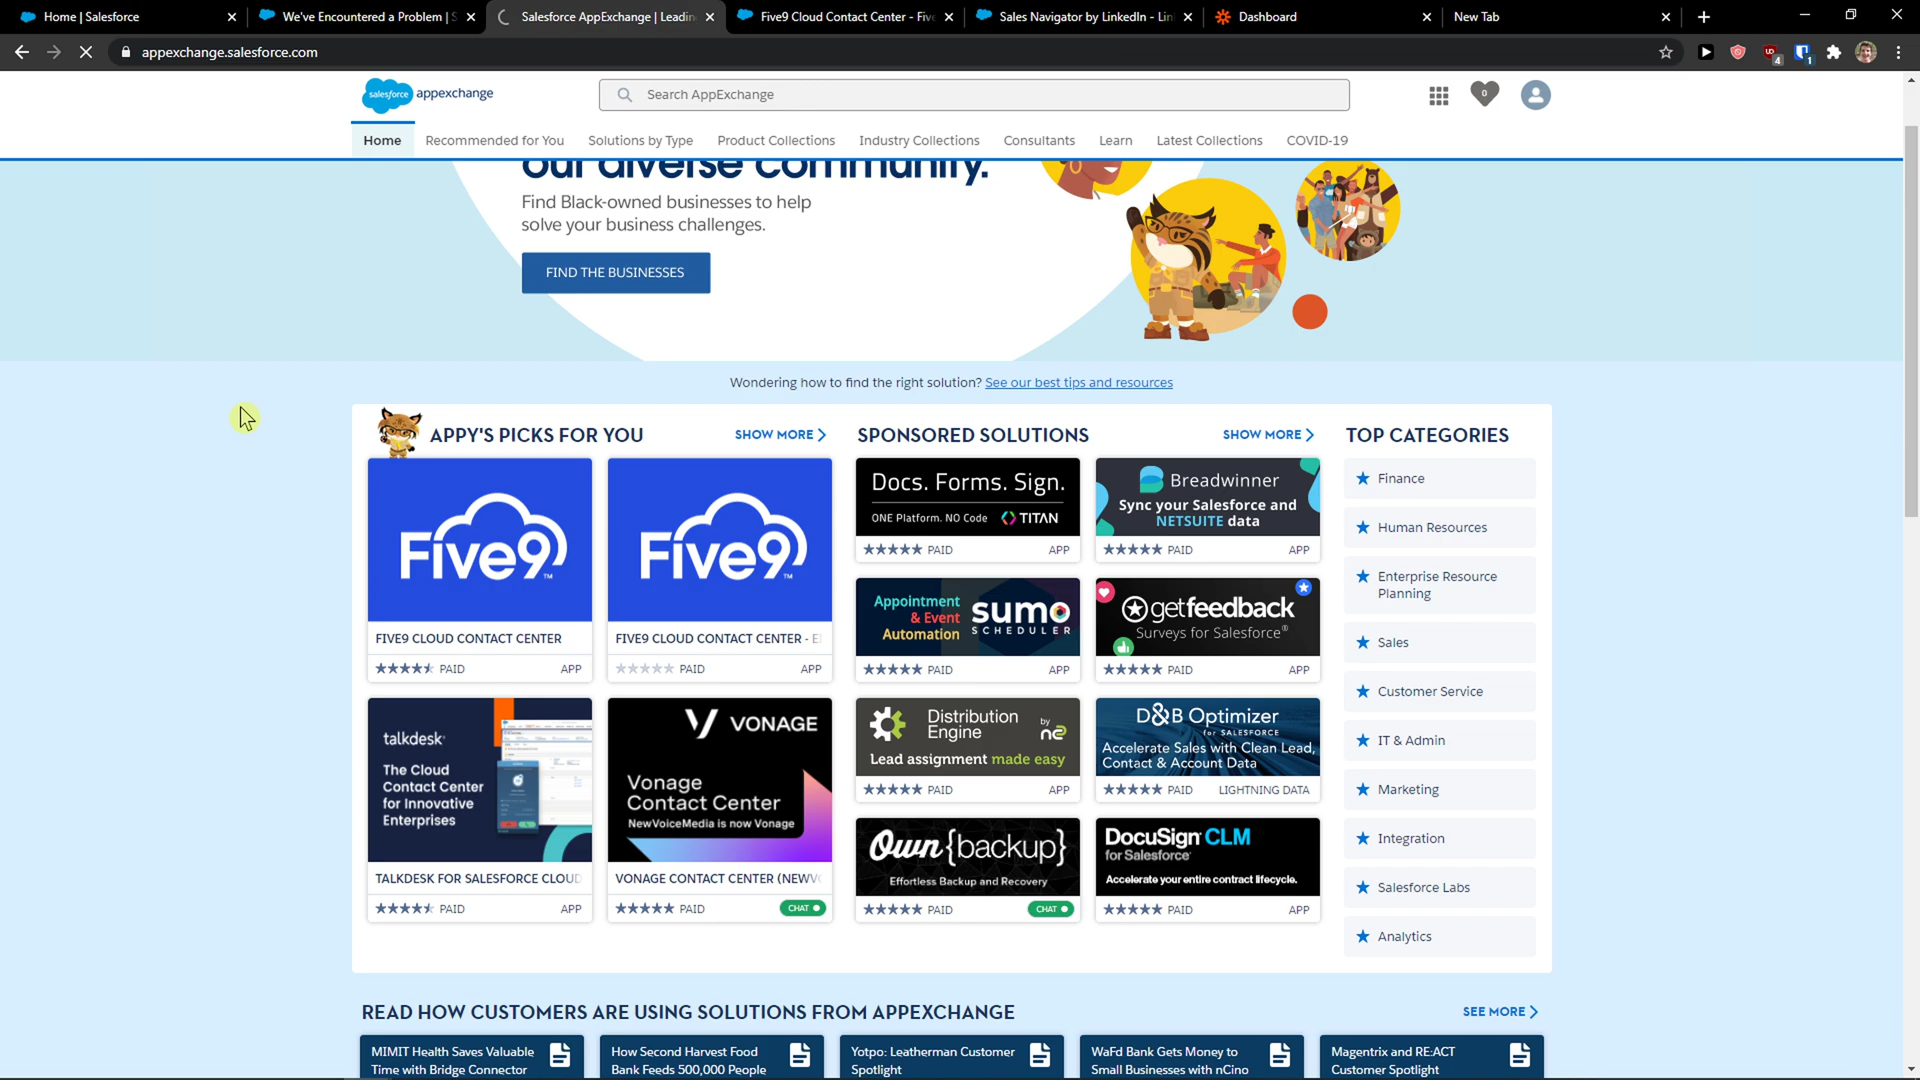 Home | Salesforce
We've Encountered a Problem | S
Salesforce AppExchange | Leadin
Five9 Cloud Contact Center - Five
Sales Navigator by LinkedIn - Lin
Dashboard
New Tab
appexchange.salesforce.com
4
1
salesforce
appexchange
Search AppExchange
0
Home
Recommended for You
Solutions by Type
Product Collections
Industry Collections
Consultants
Learn
Latest Collections
COVID-19
our diverse community.
Find Black-owned businesses to help
solve your business challenges.
FIND THE BUSINESSES
Wondering how to find the right solution? See our best tips and resources
APPY'S PICKS FOR YOU
SHOW MORE
Five9
FIVE9 CLOUD CONTACT CENTER
PAID
APP
Five9
FIVE9 CLOUD CONTACT CENTER - E
PAID
APP
talkdesk
The Cloud
Contact Center
for Innovative
Enterprises
TALKDESK FOR SALESFORCE CLOUD
PAID
APP
VONAGE
Vonage
Contact Center
NewVoiceMedia is now Vonage
VONAGE CONTACT CENTER (NEWV
PAID
CHAT
SPONSORED SOLUTIONS
SHOW MORE
Docs. Forms. Sign.
ONE Platform. NO Code TITAN
PAID
APP
Breadwinner
Sync your Salesforce and
NETSUITE data
PAID
APP
Appointment
& Event
Automation
sumo
SCHEDULER
PAID
APP
getfeedback
Surveys for Salesforce®
PAID
APP
Distribution
Engine
by
nc2
Lead assignment made easy
PAID
APP
D&B Optimizer
for SALESFORCE
Accelerate Sales with Clean Lead,
Contact & Account Data
PAID
LIGHTNING DATA
Own{backup}
Effortless Backup and Recovery
PAID
CHAT
DocuSign CLM
for Salesforce
Accelerate your entire contract lifecycle.
PAID
APP
TOP CATEGORIES
Finance
Human Resources
Enterprise Resource
Planning
Sales
Customer Service
IT & Admin
Marketing
Integration
Salesforce Labs
Analytics
READ HOW CUSTOMERS ARE USING SOLUTIONS FROM APPEXCHANGE
SEE MORE
MIMIT Health Saves Valuable
Time with Bridge Connector
How Second Harvest Food
Bank Feeds 500,000 People
Yotpo: Leatherman Customer
Spotlight
WaFd Bank Gets Money to
Small Businesses with nCino
Magentrix and RE:ACT
Customer Spotlight